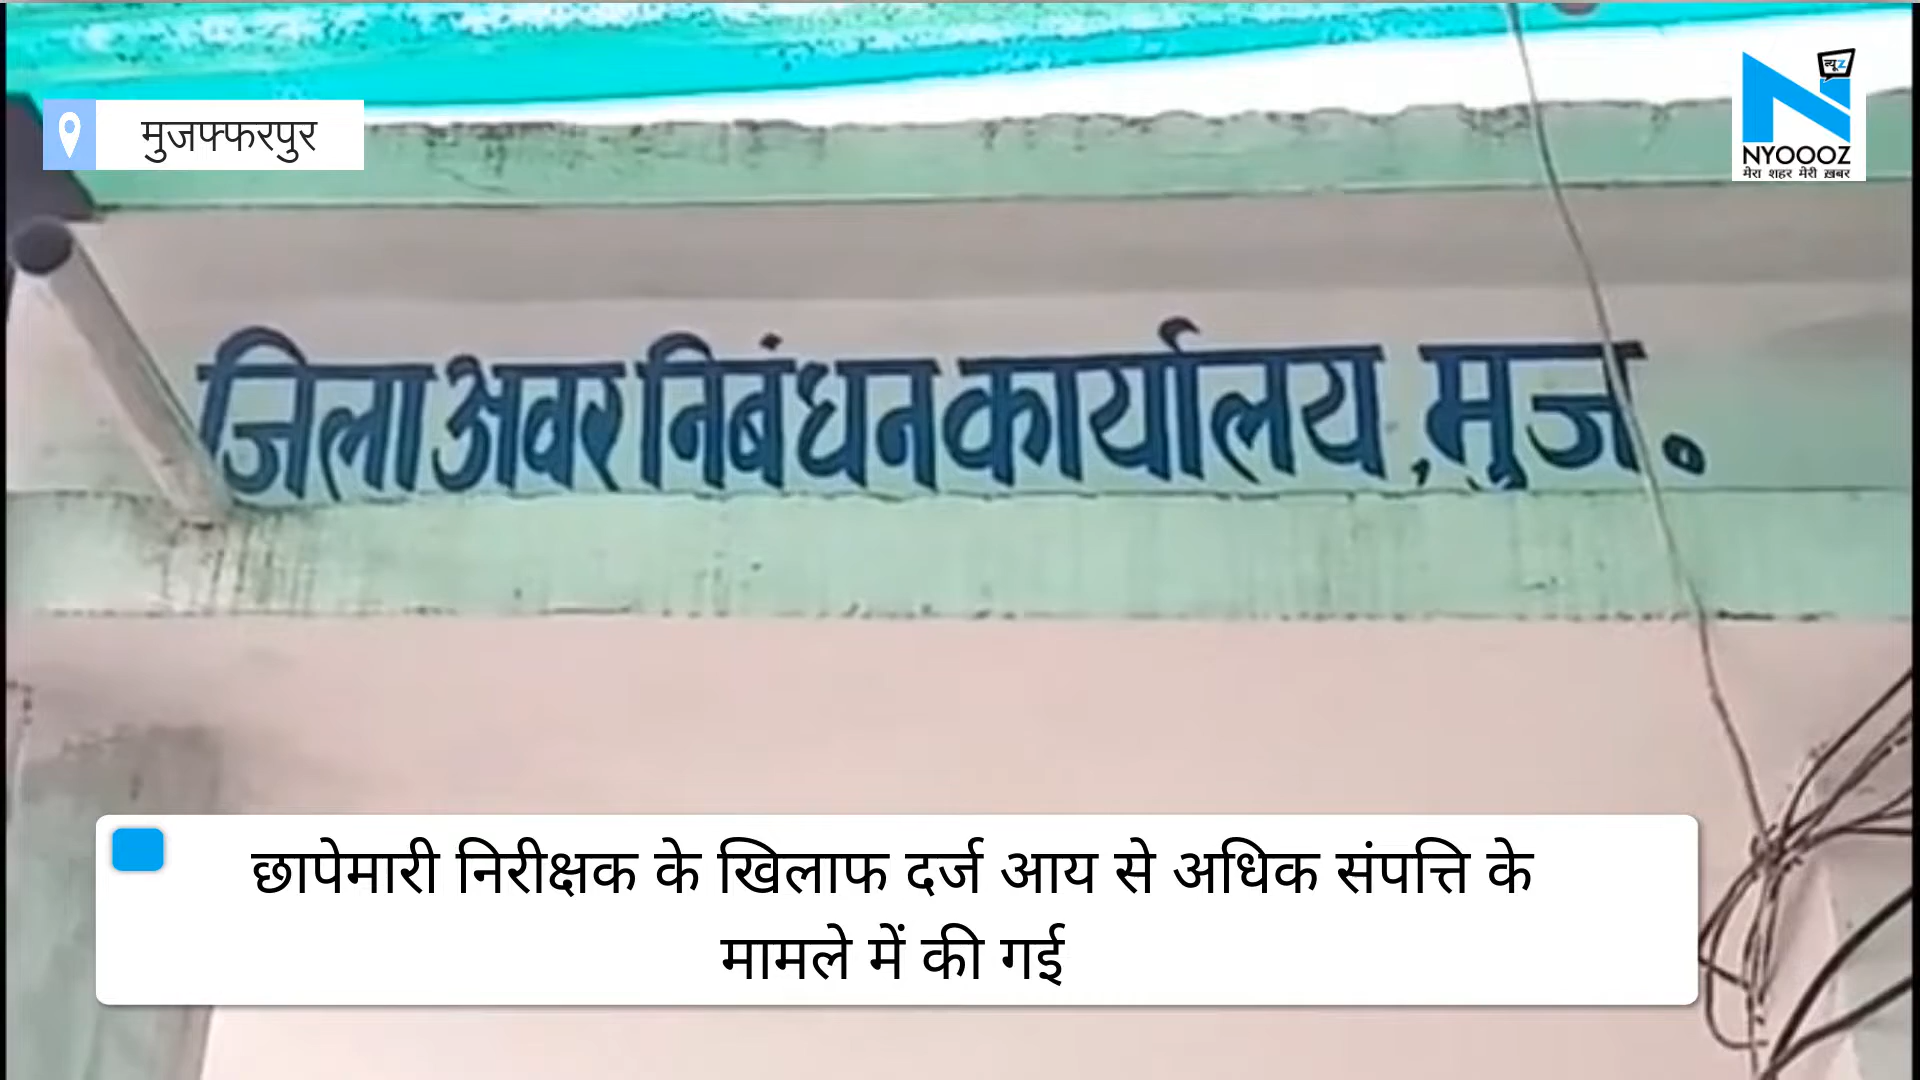 मुजफ्फरपुर
न्यूz
NYOOOZ
मेरा शहर मेरी ख़बर
जिला अवर निबंधन कार्यालय, मुज.
छापेमारी निरीक्षक के खिलाफ दर्ज आय से अधिक संपत्ति के
मामले में की गई